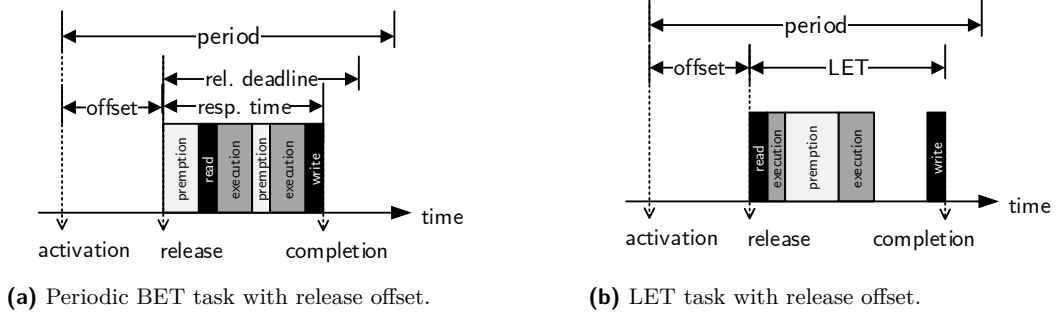 period
rel. deadline
offset
resp. time
premption
read
execution
premption
execution
write
time
activation
release
completion
(a) Periodic BET task with release offset.
period
offset
LET
read
execution
premption
execution
write
time
activation
release
completion
(b) LET task with release offset.